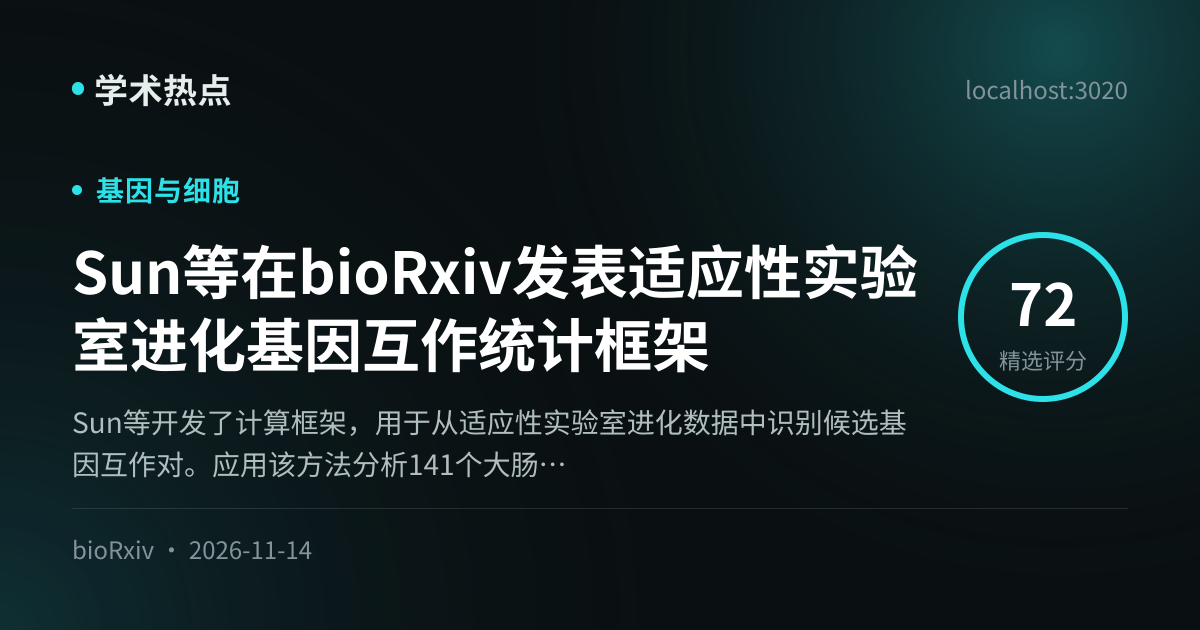 学术热点
localhost:3020
基因与细胞
Sun等在bioRxiv发表适应性实验
室进化基因互作统计框架
72
精选评分
Sun等开发了计算框架，用于从适应性实验室进化数据中识别候选基
因互作对。应用该方法分析141个大肠…
bioRxiv · 2026-11-14